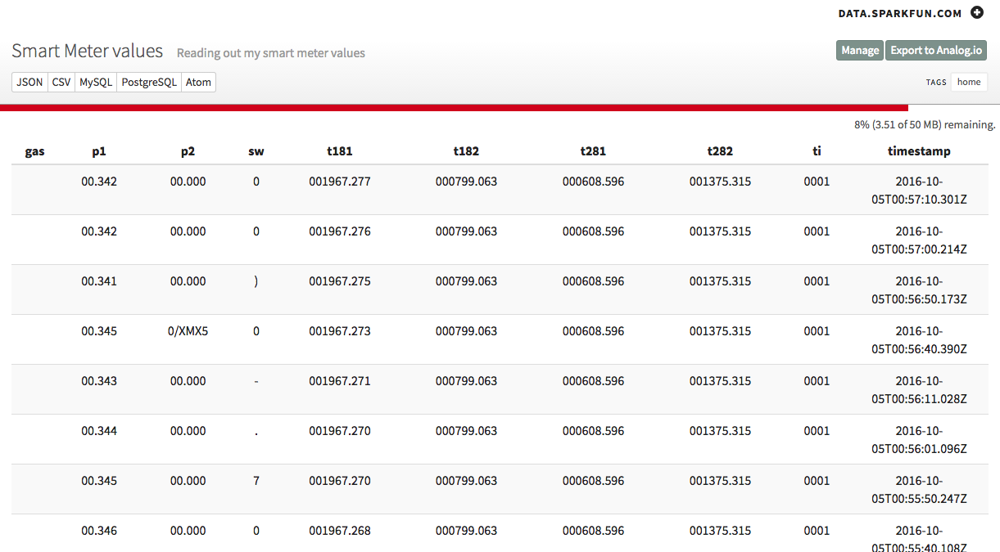 DATA.SPARKFUN.COM
Smart Meter values Reading out my smart meter values
Manage Export to Analog.io
JSON CSV MySQL PostgreSQL Atom
TAGS home
8% (3.51 of 50 MB) remaining.
gas p1 p2 sw t181 t182 t281 t282 ti timestamp
00.342 00.000 0 001967.277 000799.063 000608.596 001375.315 0001 2016-10-
05T00:57:10.301Z
00.342 00.000 0 001967.276 000799.063 000608.596 001375.315 0001 2016-10-
05T00:57:00.214Z
00.341 00.000 ) 001967.275 000799.063 000608.596 001375.315 0001 2016-10-
05T00:56:50.173Z
00.345 0/XMX5 0 001967.273 000799.063 000608.596 001375.315 0001 2016-10-
05T00:56:40.390Z
00.343 00.000 - 001967.271 000799.063 000608.596 001375.315 0001 2016-10-
05T00:56:11.028Z
00.344 00.000 . 001967.270 000799.063 000608.596 001375.315 0001 2016-10-
05T00:56:01.096Z
00.345 00.000 7 001967.270 000799.063 000608.596 001375.315 0001 2016-10-
05T00:55:50.247Z
00.346 00.000 0 001967.268 000799.063 000608.596 001375.315 0001 2016-10-
05T00:55:40.108Z